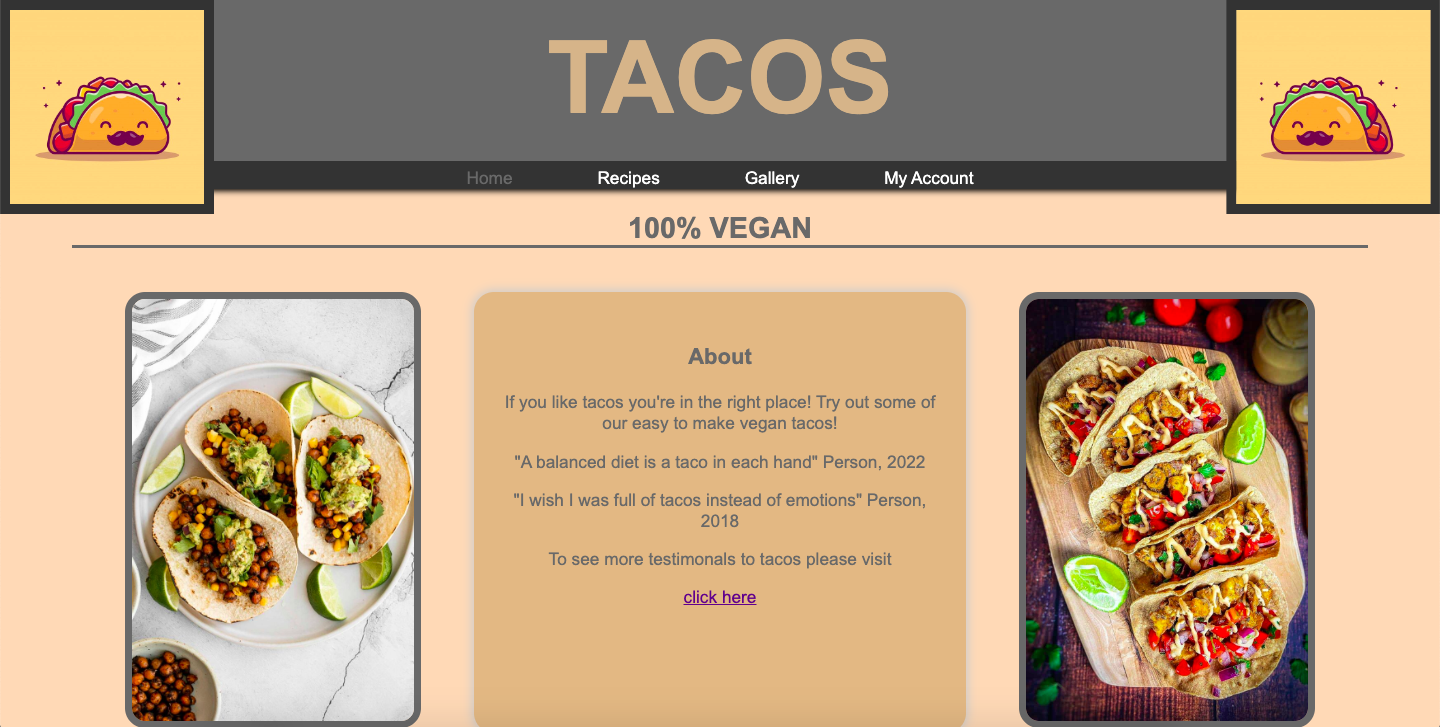 TACOS
Home Recipes Gallery My Account
100% VEGAN
About
If you like tacos you're in the right place! Try out some of
our easy to make vegan tacos!
"A balanced diet is a taco in each hand" Person, 2022
"I wish I was full of tacos instead of emotions" Person,
2018
To see more testimonals to tacos please visit
click here